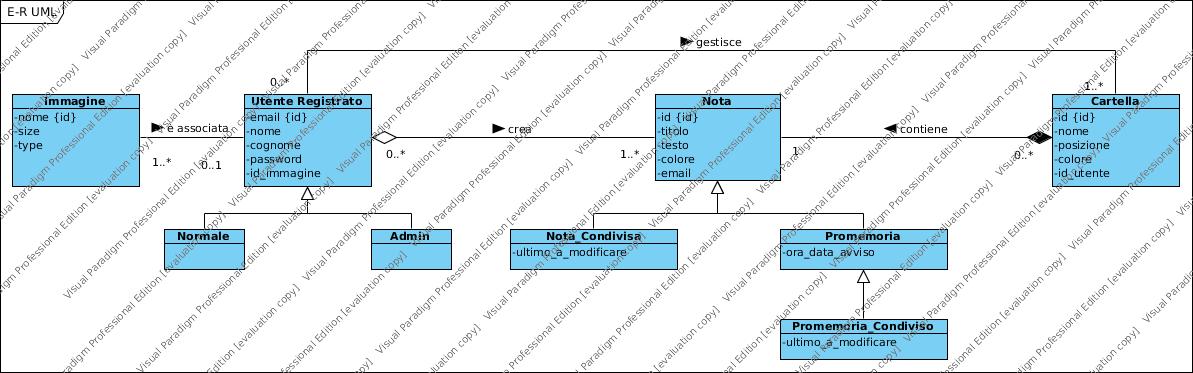 E-R UML
gestisce
0..*
1..*
Immagine
-nome {id}
-size
-type
è associata
1..*
0..1
Utente Registrato
-email {id}
-nome
-cognome
-password
-id_immagine
crea
0..*
1..*
Nota
-id {id}
-titolo
-testo
-colore
-email
contiene
1
0..*
Cartella
-id {id}
-nome
-posizione
-colore
-id_utente
Normale
Admin
Nota_Condivisa
-ultimo_a_modificare
Promemoria
-ora_data_avviso
Promemoria_Condiviso
-ultimo_a_modificare
Visual Paradigm Professional Edition [evaluation copy]